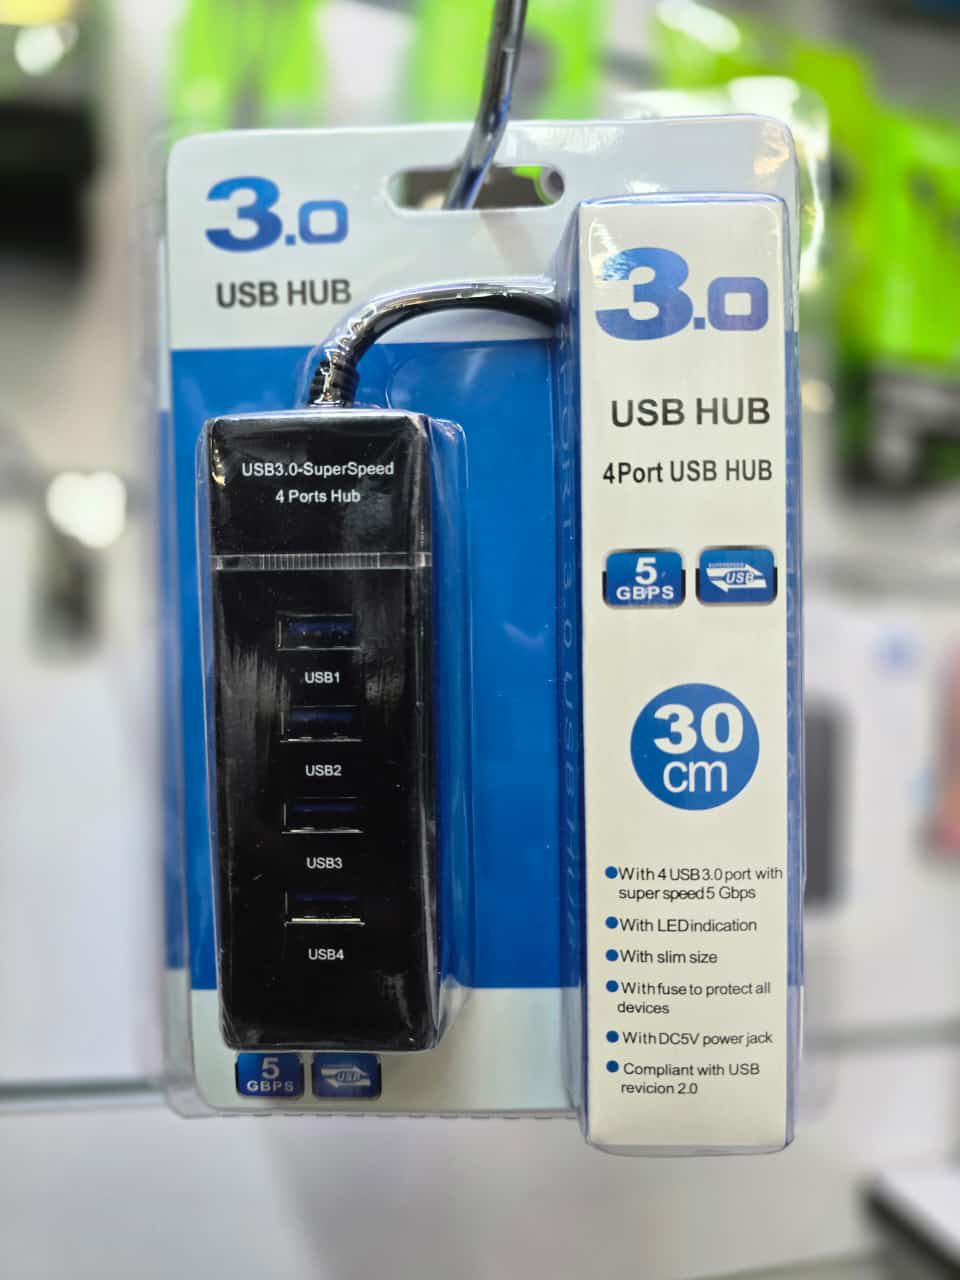 3.0
USB HUB
USB3.0-SuperSpeed
4 Ports Hub
USB1
USB2
USB3
USB4
5
GBPS
USB
3.0
USB HUB
4Port USB HUB
5
GBPS
SUPERSPEED
USB
30
cm
With 4 USB 3.0 port with
super speed 5 Gbps
With LED indication
With slim size
With fuse to protect all
devices
With DC5V power jack
Compliant with USB
revicion 2.0